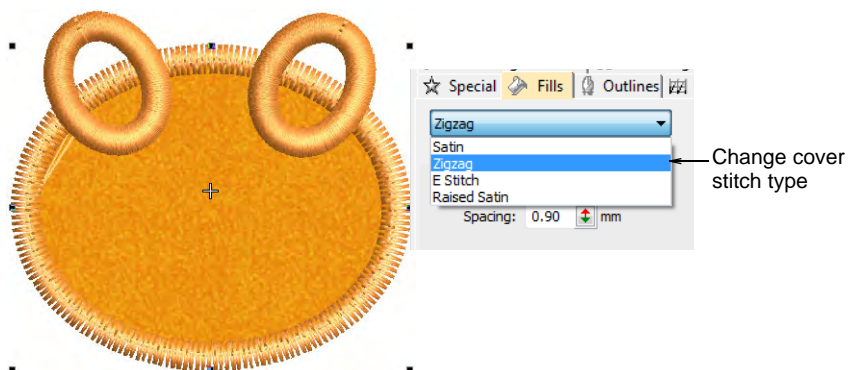 Special Fills Outlines
Zigzag
Satin
Zigzag
E Stitch
Raised Satin
Spacing: 0.90 mm
Change cover
stitch type